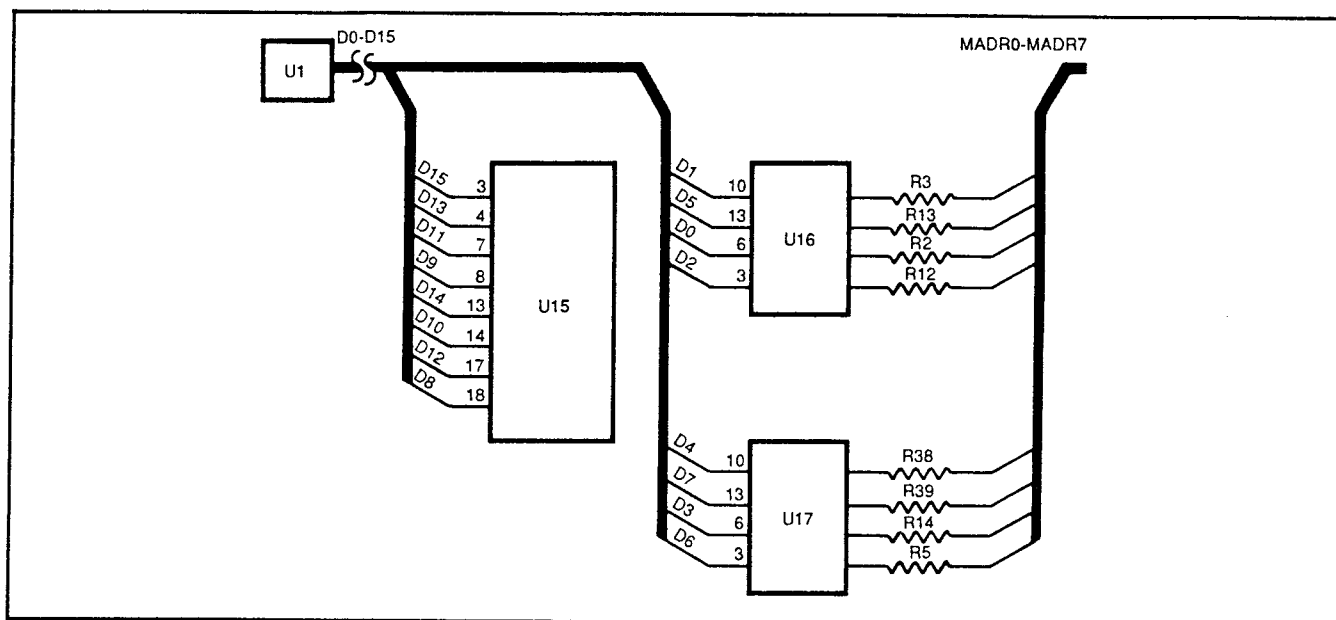 D0-D15
MADR0-MADR7
U1
D15 3
D13 4
D11 7
D9 8
D14 13
D10 14
D12 17
D8 18
U15
D1 10
D5 13
D0 6
D2 3
U16
R3
R13
R2
R12
D4 10
D7 13
D3 6
D6 3
U17
R38
R39
R14
R5